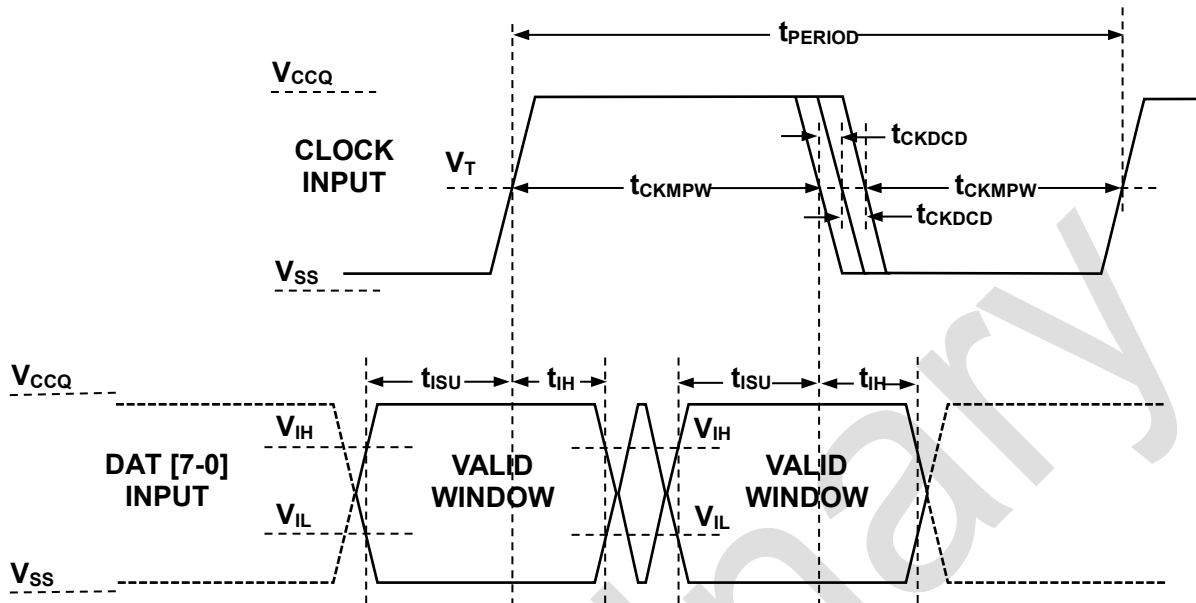 tPERIOD
VCCQ
CLOCK
INPUT
VT
tCKDCD
tCKMPW
tCKMPW
tCKDCD
VSS
VCCQ
tISU
tIH
tISU
tIH
VIH
VIH
DAT [7-0]
INPUT
VALID
WINDOW
VALID
WINDOW
VIL
VIL
VSS